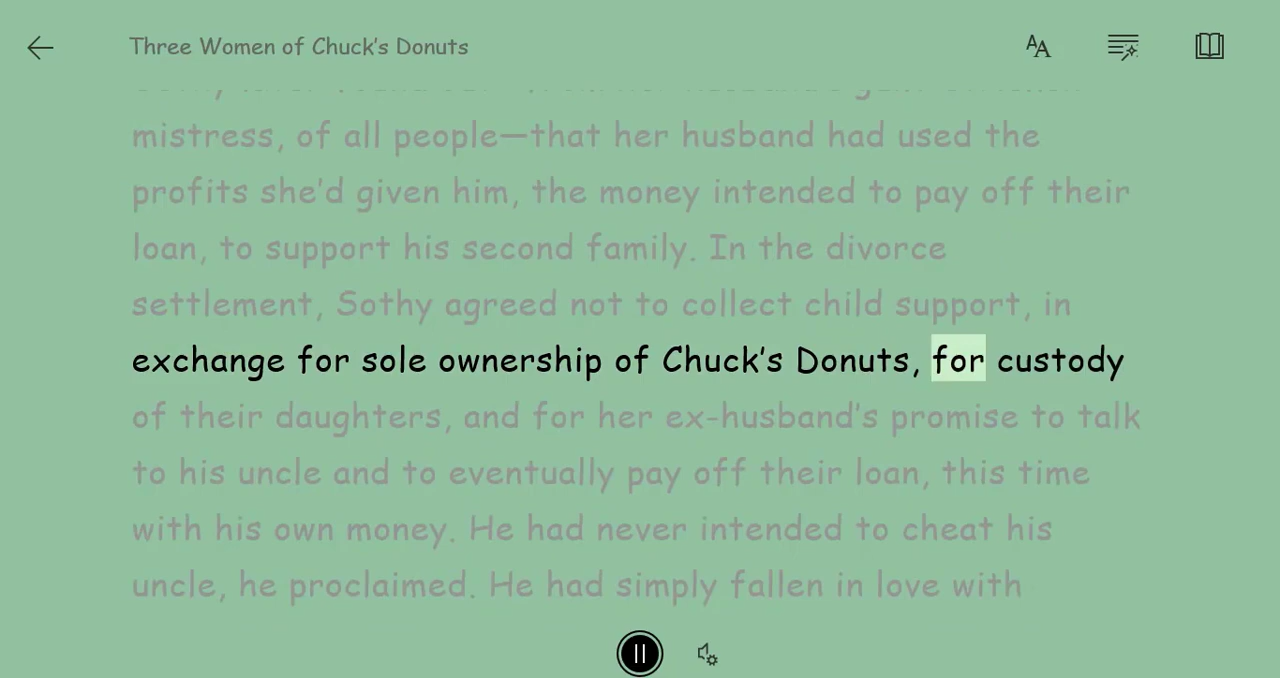 Three Women of Chuck's Donuts
mistress, of all people—that her husband had used the
profits she'd given him, the money intended to pay off their
loan, to support his second family. In the divorce
settlement, Sothy agreed not to collect child support, in
exchange for sole ownership of Chuck's Donuts, for custody
of their daughters, and for her ex-husband's promise to talk
to his uncle and to eventually pay off their loan, this time
with his own money. He had never intended to cheat his
uncle, he proclaimed. He had simply fallen in love with